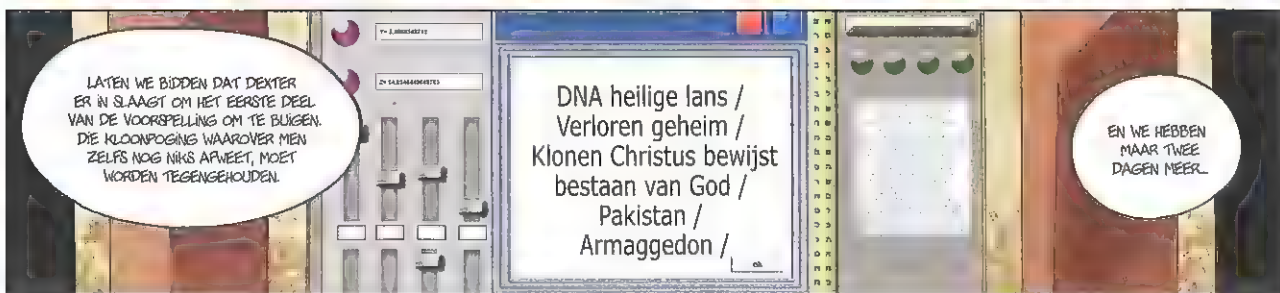 LATEN WE BIDDEN DAT DEXTER
ER IN SLAAGT OM HET EERSTE DEEL
VAN DE VOORSPELLING OM TE BUIGEN.
DIE KLOONPOGING WAAROVER MEN
ZELFS NOG NIKS AFWEET, MOET
WORDEN TEGENGEHOUDEN.
DNA heilige lans /
Verloren geheim /
Klonen Christus bewijst
bestaan van God /
Pakistan /
Armaggedon /
ok
EN WE HEBBEN
MAAR TWEE
DAGEN MEER...